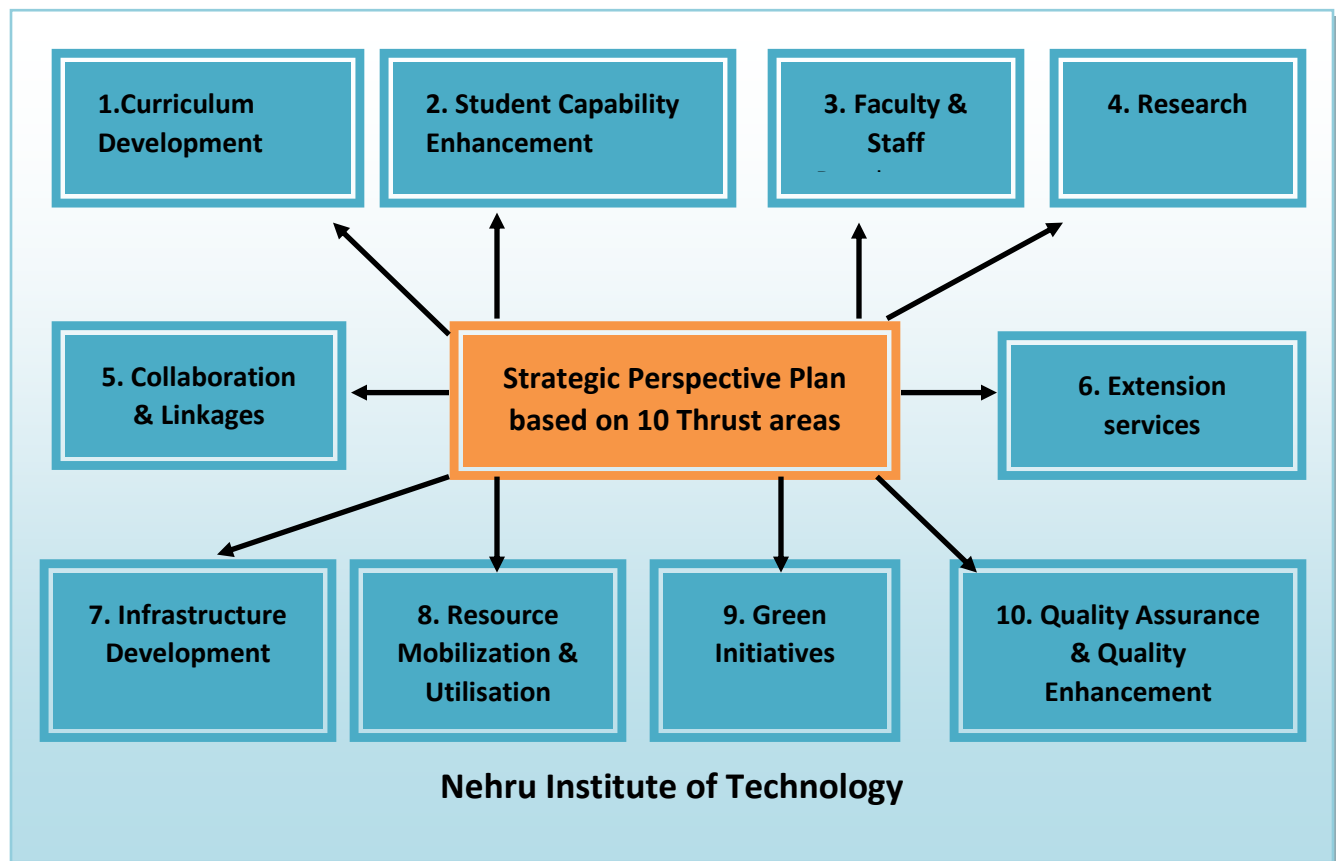 1.Curriculum
Development
2. Student Capability
Enhancement
3. Faculty &
Staff
4. Research
5. Collaboration
& Linkages
Strategic Perspective Plan
based on 10 Thrust areas
6. Extension
services
7. Infrastructure
Development
8. Resource
Mobilization &
Utilisation
9. Green
Initiatives
10. Quality Assurance
& Quality
Enhancement
Nehru Institute of Technology